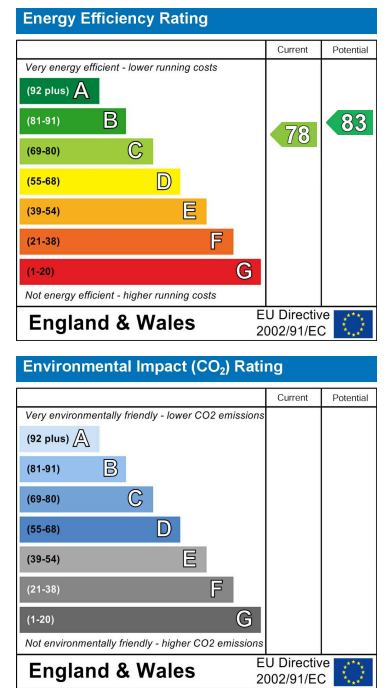 Energy Efficiency Rating
Current Potential
Very energy efficient - lower running costs
(92 plus) A
(81-91) B
(69-80) C
(55-68) D
(39-54) E
(21-38) F
(1-20) G
78
83
Not energy efficient - higher running costs
England & Wales
EU Directive
2002/91/EC
Environmental Impact (CO₂) Rating
Current Potential
Very environmentally friendly - lower CO2 emissions
(92 plus) A
(81-91) B
(69-80) C
(55-68) D
(39-54) E
(21-38) F
(1-20) G
Not environmentally friendly - higher CO2 emissions
England & Wales
EU Directive
2002/91/EC